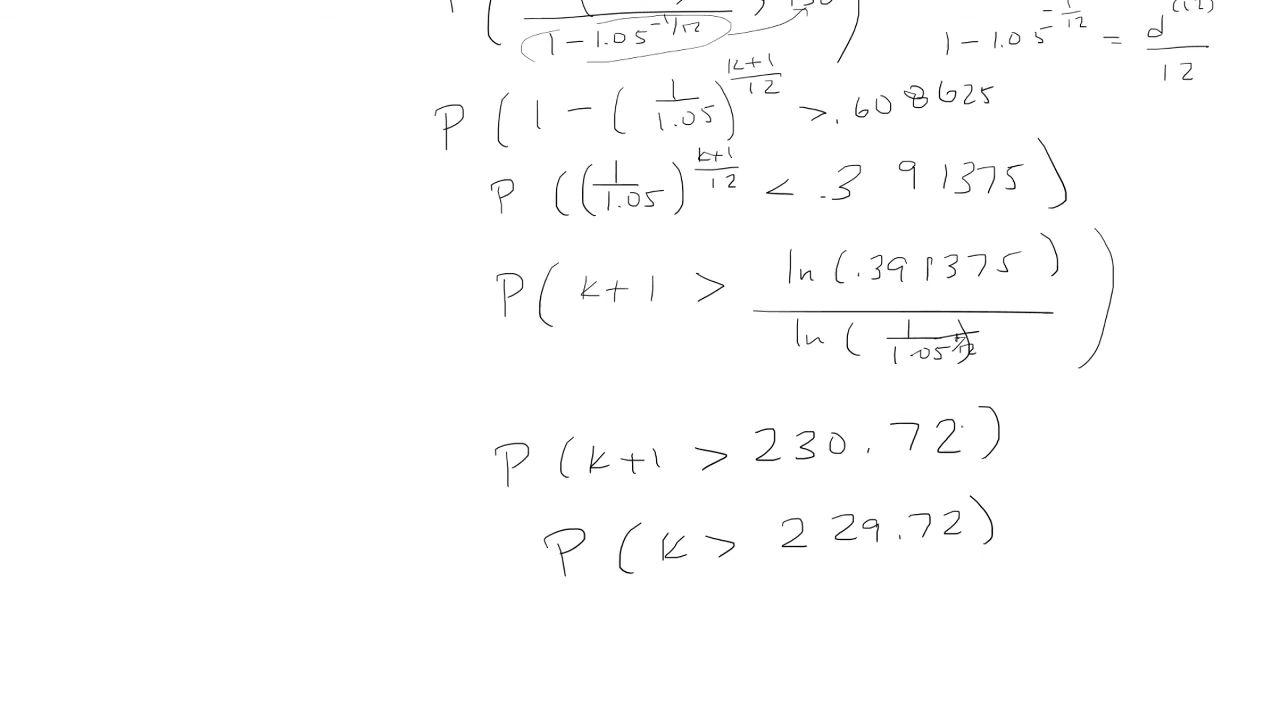 P ( 1 - 1.05^{-1/12} )
1 - 1.05^{-1/12} = d^{(12)}/12
P ( 1 - ( 1/1.05 )^{(k+1)/12} > .608625
P ( ( 1/1.05 )^{(k+1)/12} < .391375 )
P ( k+1 > ln ( .391375 ) / ln ( 1/1.05^{1/12} ) )
P ( k+1 > 230.72 )
P ( k > 229.72 )